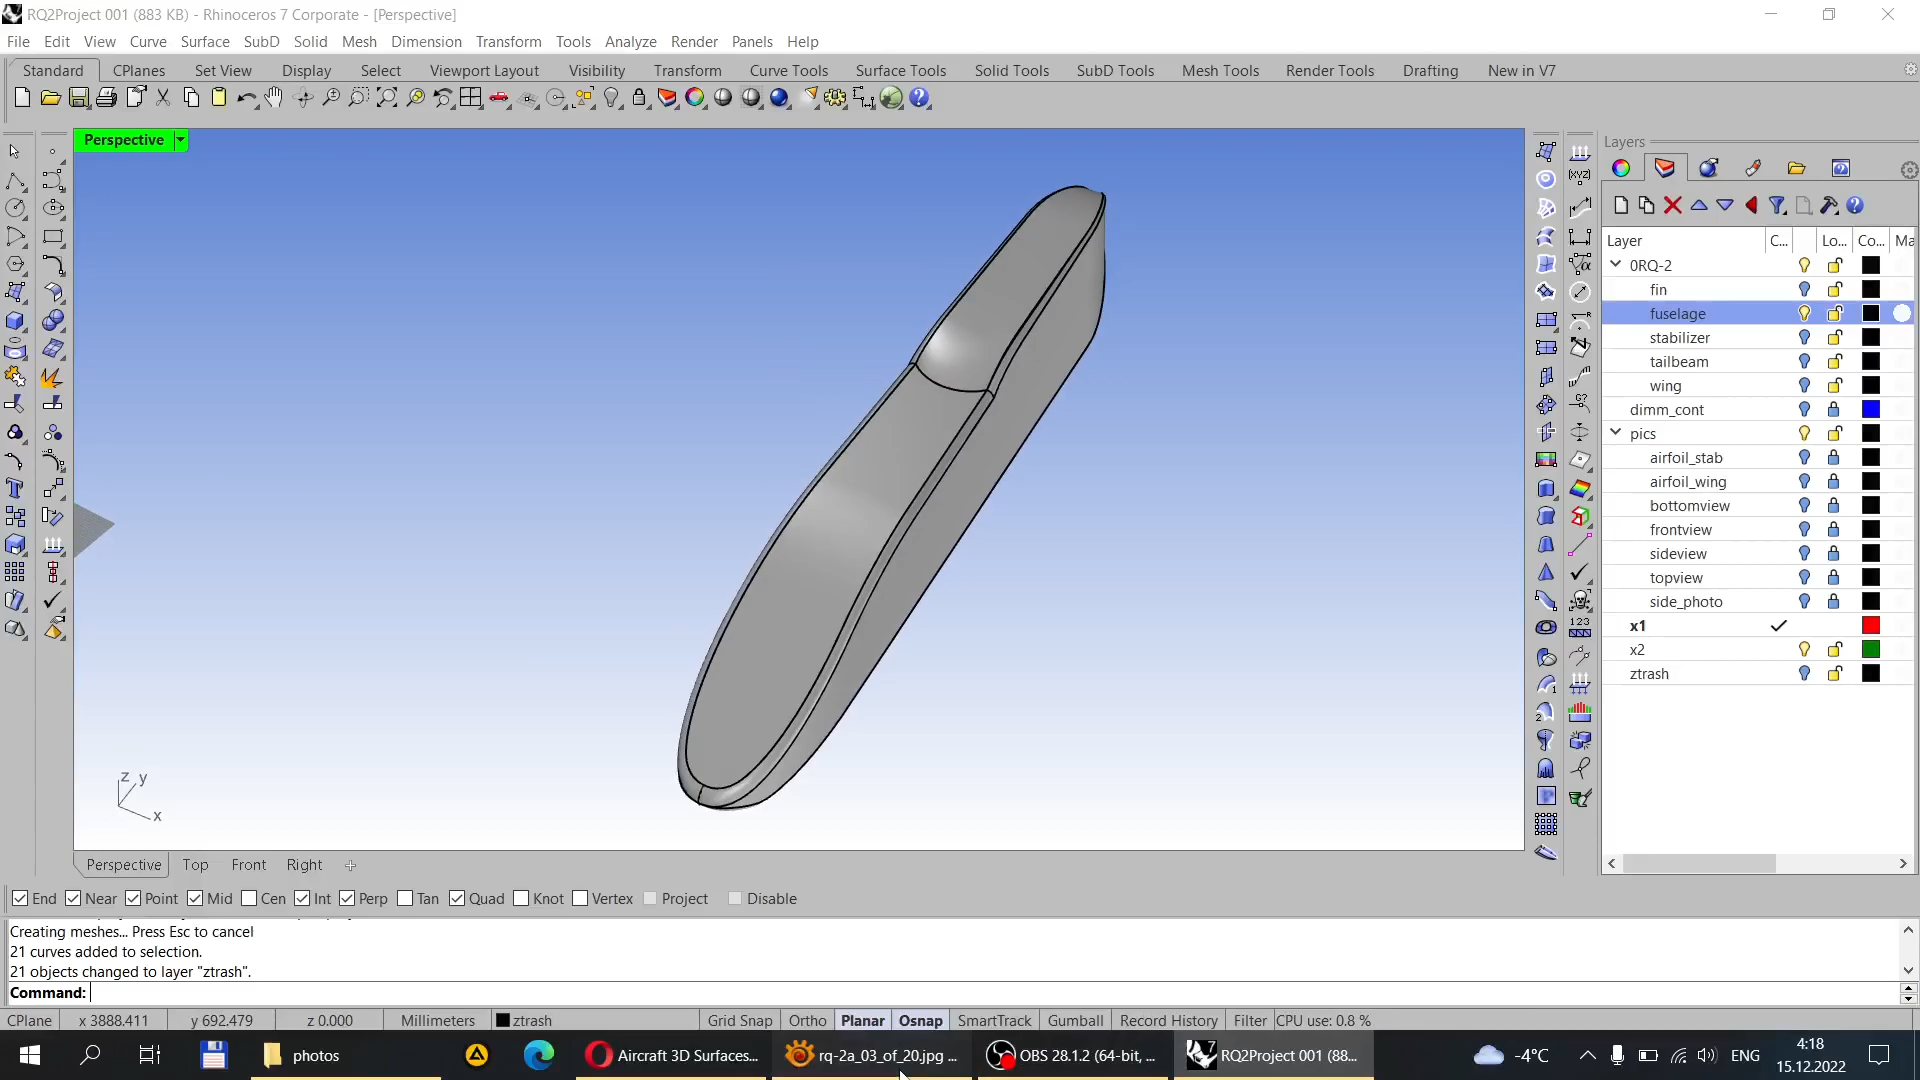 RQ2Project 001 (883 KB) - Rhinoceros 7 Corporate - [Perspective]
File Edit View Curve Surface SubD Solid Mesh Dimension Transform Tools Analyze Render Panels Help
Standard CPlanes Set View Display Select Viewport Layout Visibility Transform Curve Tools Surface Tools Solid Tools SubD Tools Mesh Tools Render Tools Drafting New in V7
Perspective
Layers
Layer C... Lo... Co... Ma
0RQ-2
fin
fuselage
stabilizer
tailbeam
wing
dimm_cont
pics
airfoil_stab
airfoil_wing
bottomview
frontview
sideview
topview
side_photo
x1
x2
ztrash
z y
x
Perspective Top Front Right
End Near Point Mid Cen Int Perp Tan Quad Knot Vertex Project Disable
Creating meshes... Press Esc to cancel
21 curves added to selection.
21 objects changed to layer "ztrash".
Command:
CPlane x 3888.411 y 692.479 z 0.000 Millimeters ztrash Grid Snap Ortho Planar Osnap SmartTrack Gumball Record History Filter CPU use: 0.8 %
photos Aircraft 3D Surfaces... rq-2a_03_of_20.jpg ... OBS 28.1.2 (64-bit, ... RQ2Project 001 (88... -4°C ENG 4:18
15.12.2022